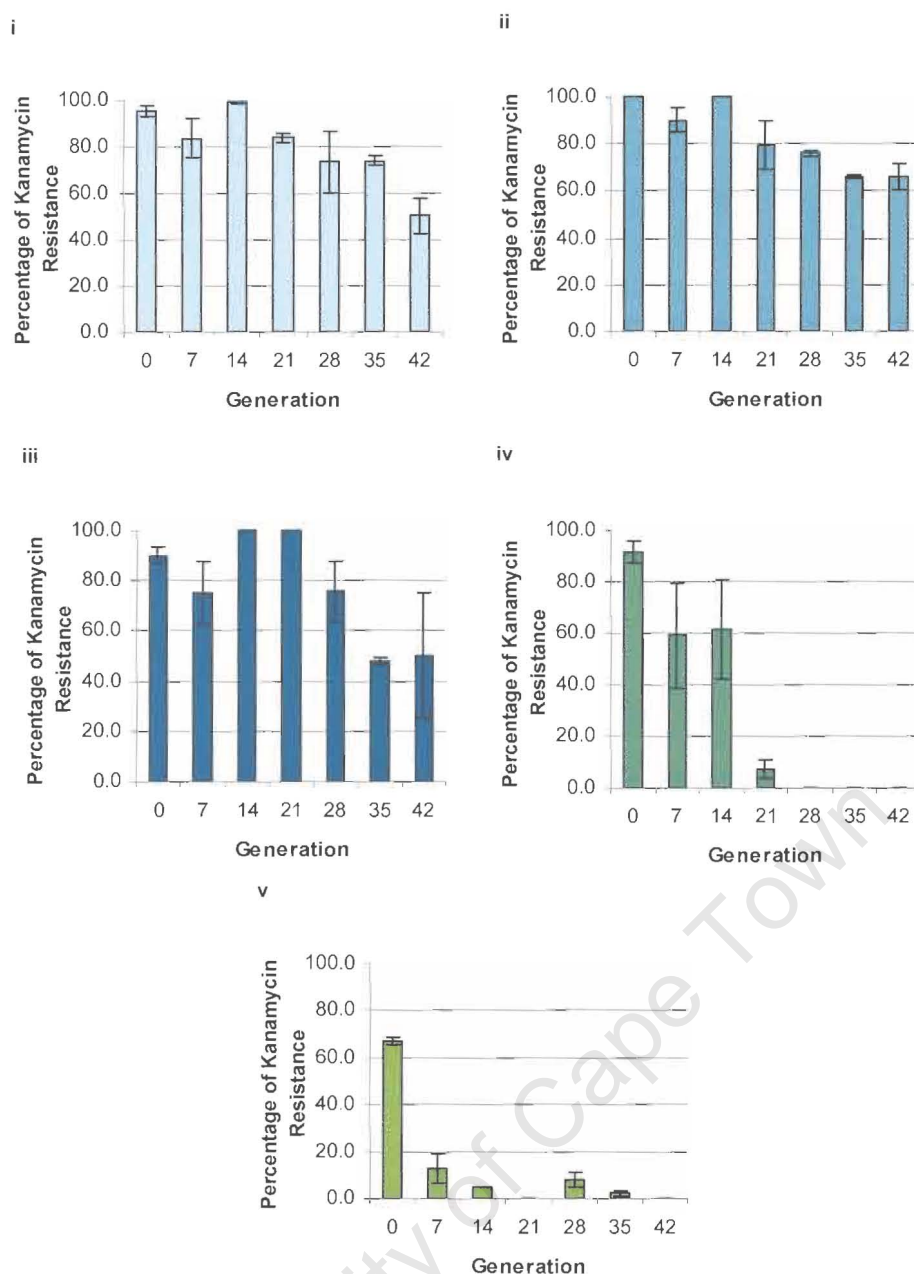 i
Percentage of Kanamycin
Resistance
100.0
80.0
60.0
40.0
20.0
0.0
0 7 14 21 28 35 42
Generation
ii
Percentage of Kanamycin
Resistance
100.0
80.0
60.0
40.0
20.0
0.0
0 7 14 21 28 35 42
Generation
iii
Percentage of Kanamycin
Resistance
100.0
80.0
60.0
40.0
20.0
0.0
0 7 14 21 28 35 42
Generation
iv
Percentage of Kanamycin
Resistance
100.0
80.0
60.0
40.0
20.0
0.0
0 7 14 21 28 35 42
Generation
v
Percentage of Kanamycin
Resistance
100.0
80.0
60.0
40.0
20.0
0.0
0 7 14 21 28 35 42
Generation
ity of Cape Town